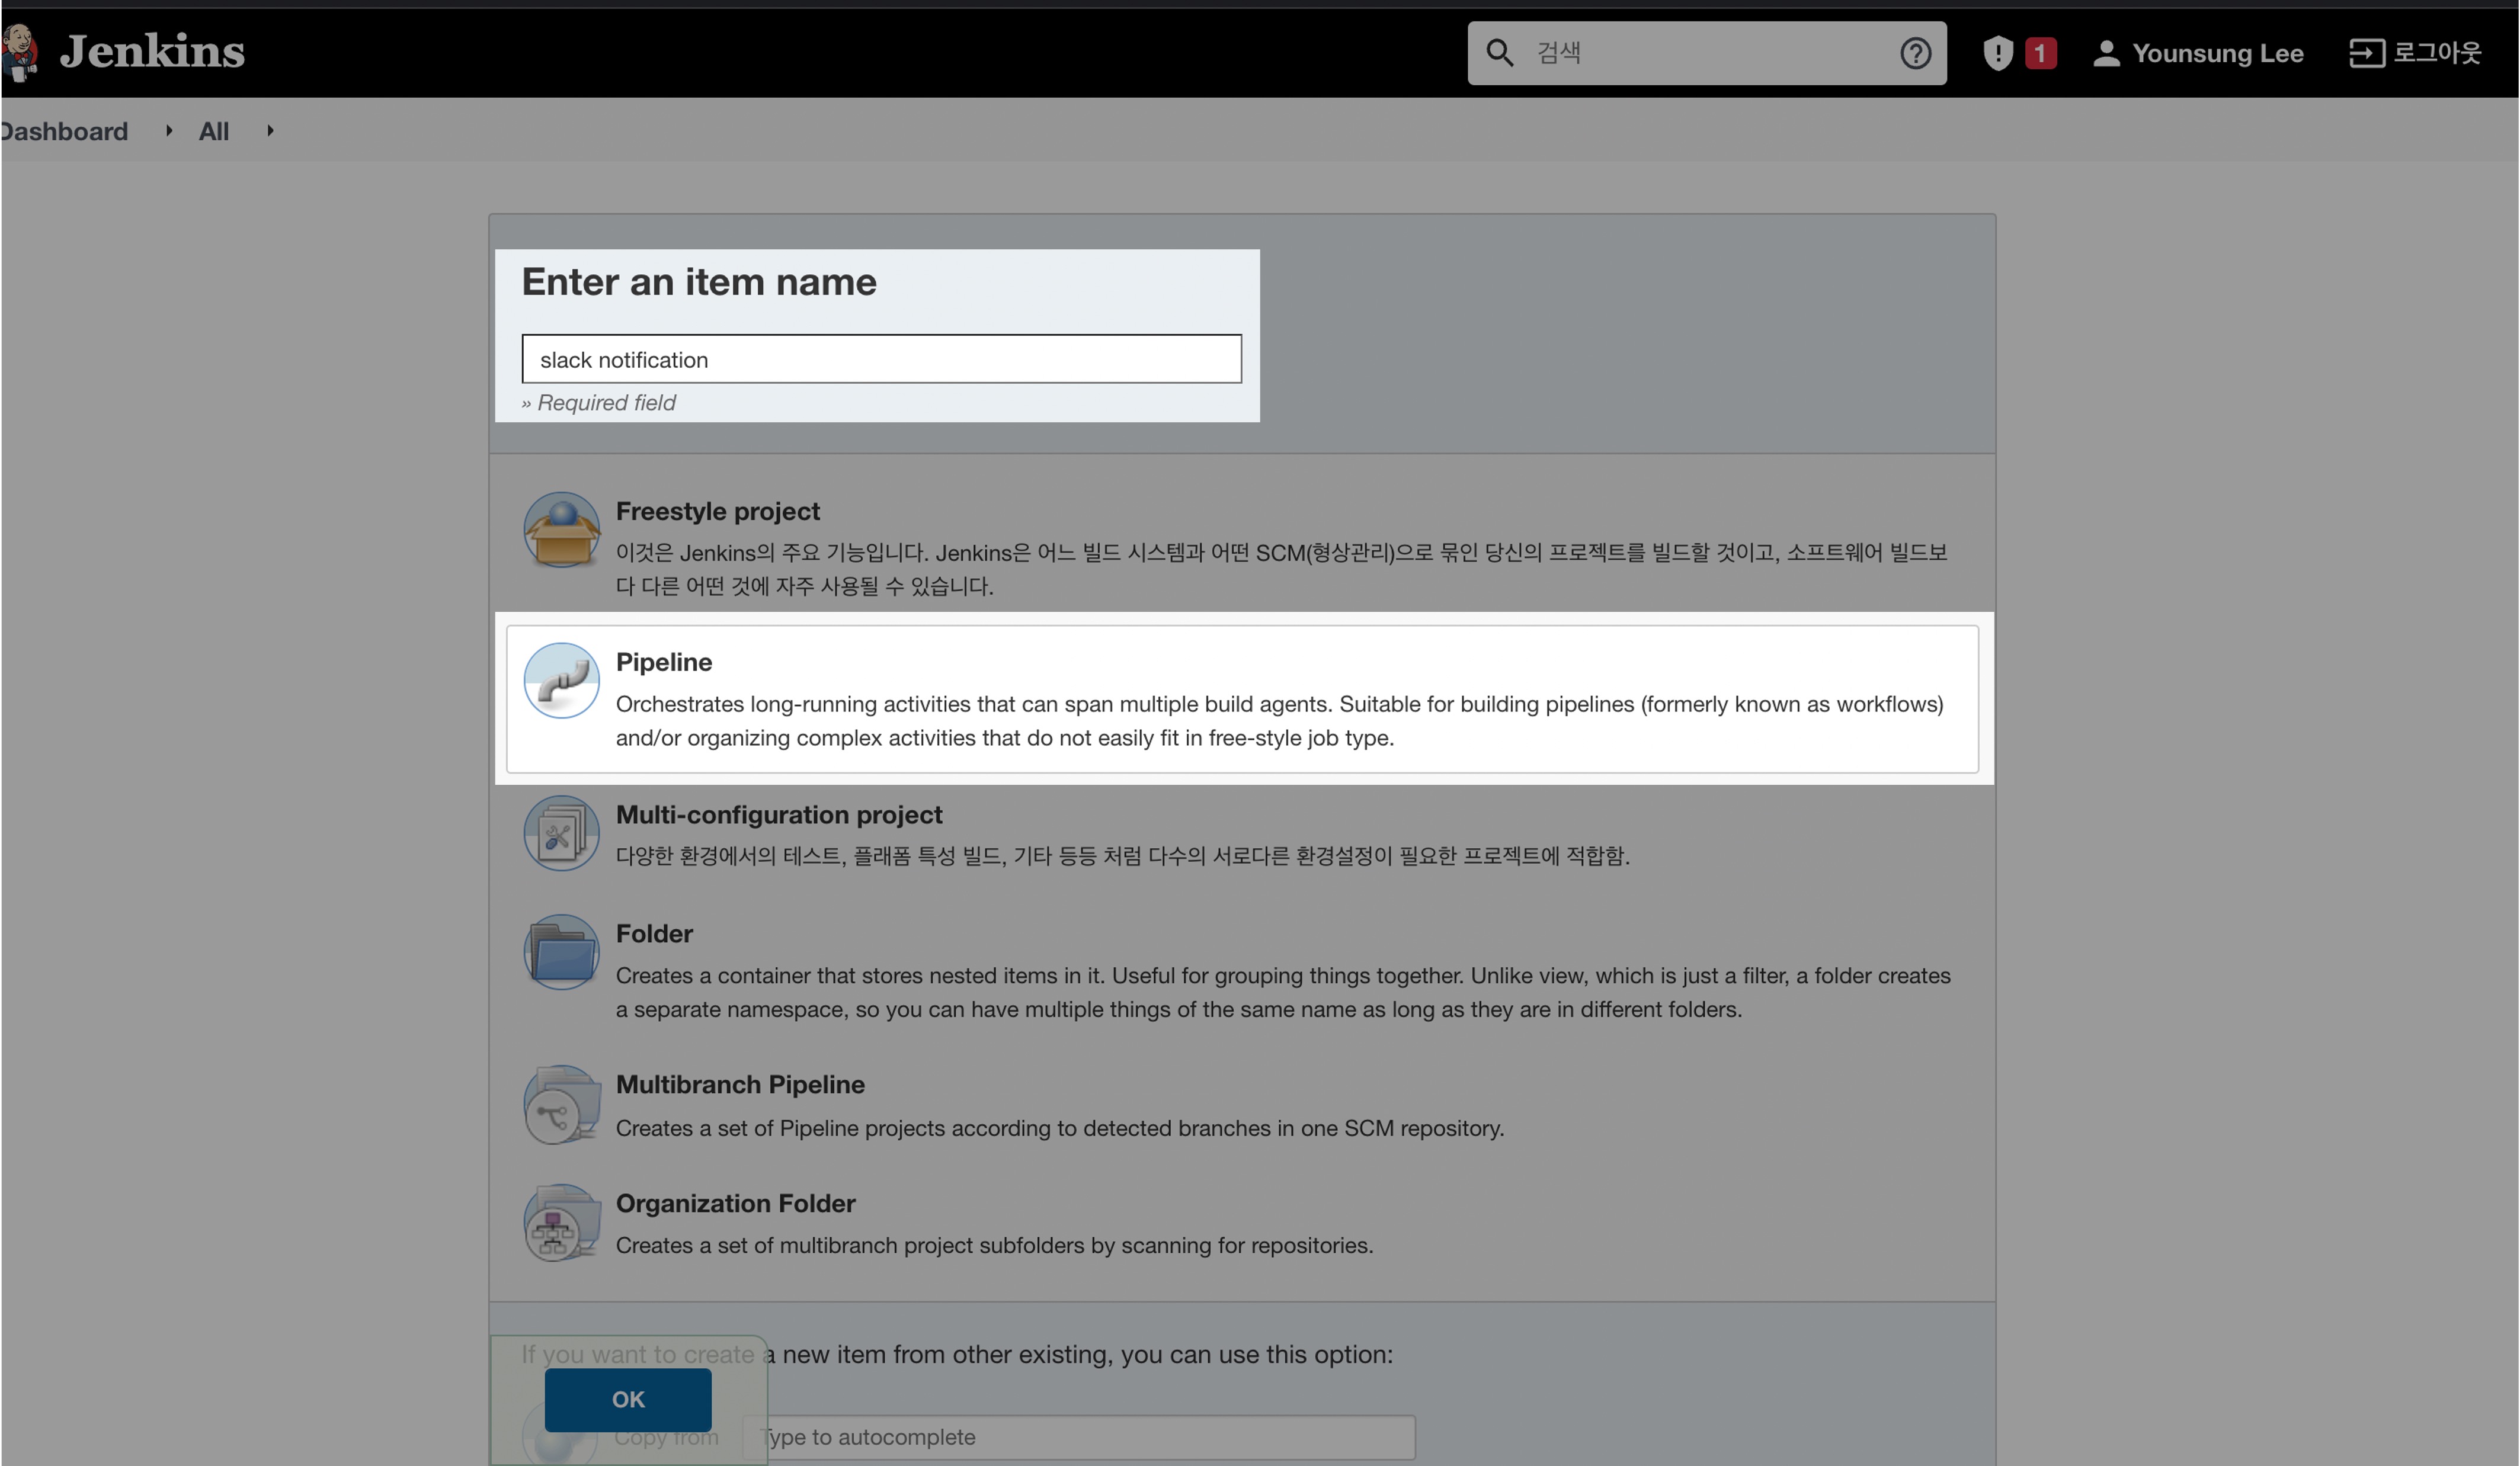 Jenkins
검색
1
Younsung Lee
로그아웃
Dashboard
All
Enter an item name
slack notification
» Required field
Freestyle project
이것은 Jenkins의 주요 기능입니다. Jenkins은 어느 빌드 시스템과 어떤 SCM(형상관리)으로 묶인 당신의 프로젝트를 빌드할 것이고, 소프트웨어 빌드보
다 다른 어떤 것에 자주 사용될 수 있습니다.
Pipeline
Orchestrates long-running activities that can span multiple build agents. Suitable for building pipelines (formerly known as workflows)
and/or organizing complex activities that do not easily fit in free-style job type.
Multi-configuration project
다양한 환경에서의 테스트, 플래폼 특성 빌드, 기타 등등 처럼 다수의 서로다른 환경설정이 필요한 프로젝트에 적합함.
Folder
Creates a container that stores nested items in it. Useful for grouping things together. Unlike view, which is just a filter, a folder creates
a separate namespace, so you can have multiple things of the same name as long as they are in different folders.
Multibranch Pipeline
Creates a set of Pipeline projects according to detected branches in one SCM repository.
Organization Folder
Creates a set of multibranch project subfolders by scanning for repositories.
If you want to create a new item from other existing, you can use this option:
OK
Copy from
Type to autocomplete